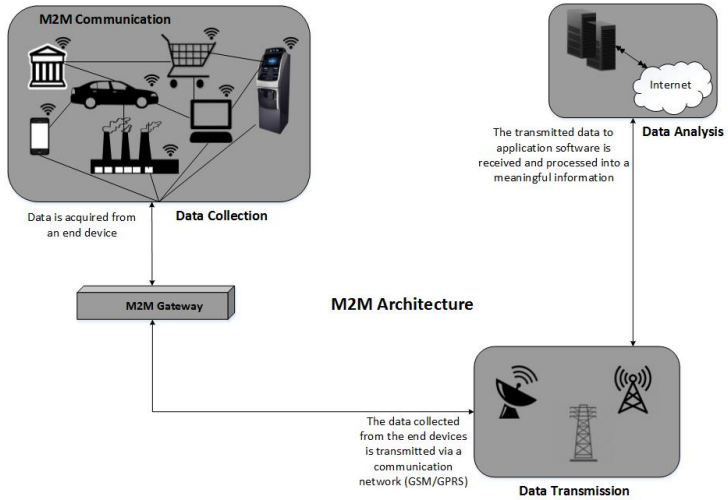 M2M Communication
Data Collection
Data is acquired from
an end device
M2M Gateway
M2M Architecture
The data collected
from the end devices
is transmitted via a
communication
network (GSM/GPRS)
Data Transmission
The transmitted data to
application software is
received and processed into a
meaningful information
Internet
Data Analysis